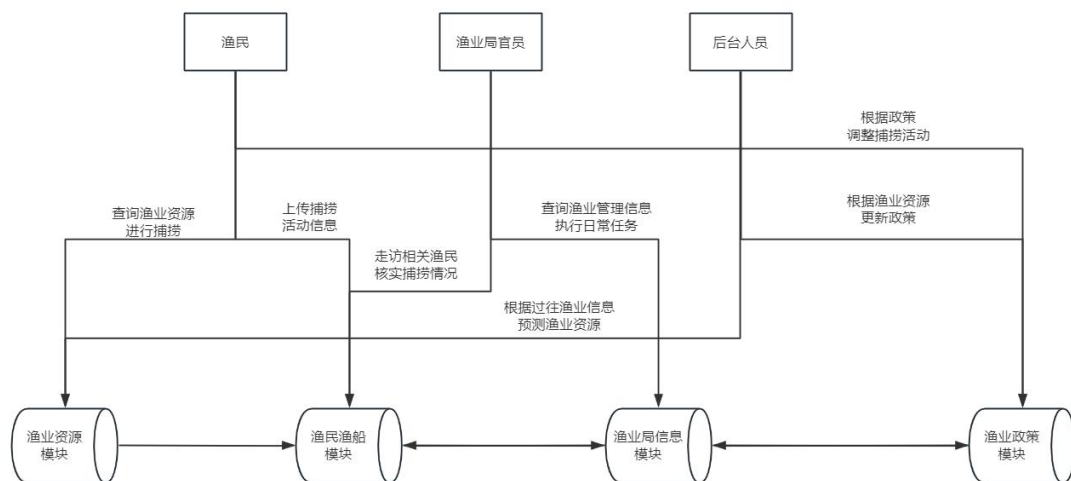 渔民
渔业局官员
后台人员
根据政策
调整捕捞活动
查询渔业资源
进行捕捞
上传捕捞
活动信息
查询渔业管理信息
执行日常任务
根据渔业资源
更新政策
走访相关渔民
核实捕捞情况
根据过往渔业信息
预测渔业资源
渔业资源
模块
渔民渔船
模块
渔业局信息
模块
渔业政策
模块